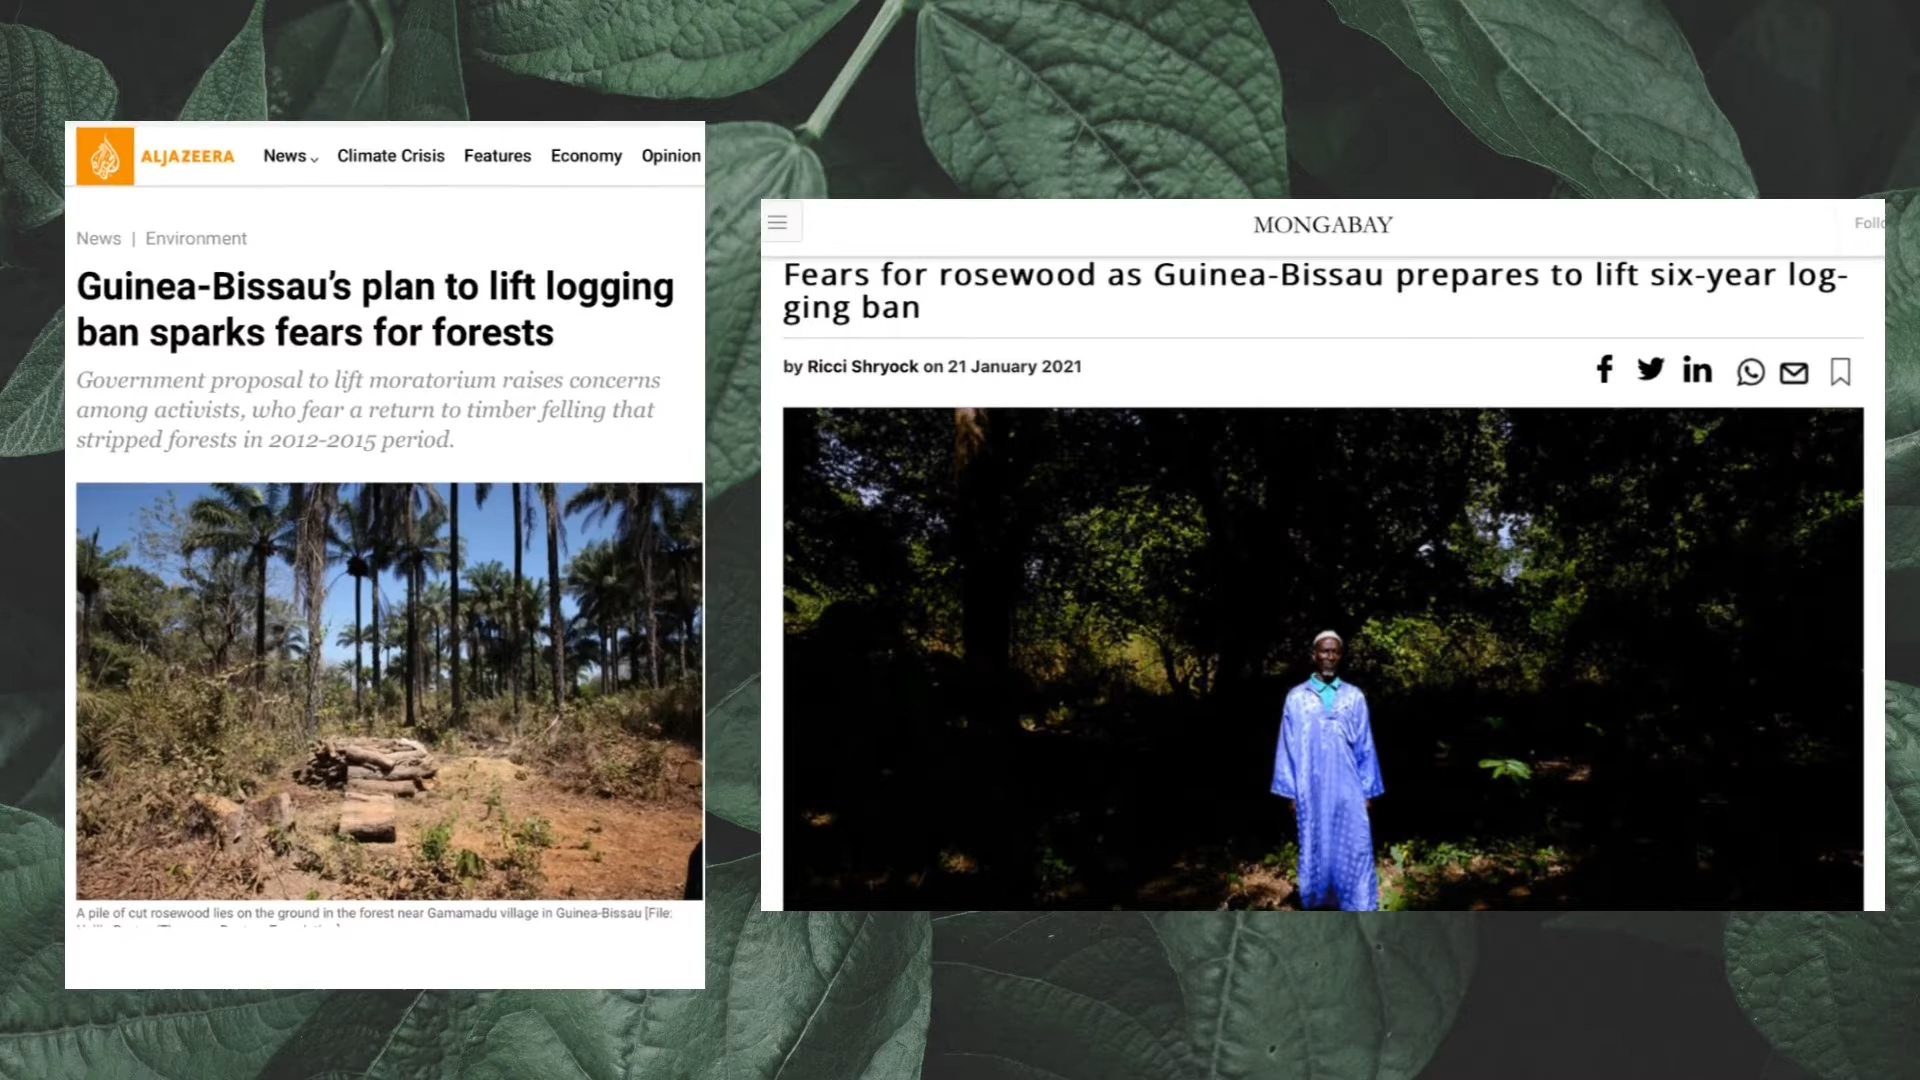 ALJAZEERA News Climate Crisis Features Economy Opinion
News | Environment
Guinea-Bissau’s plan to lift logging
ban sparks fears for forests
Government proposal to lift moratorium raises concerns
among activists, who fear a return to timber felling that
stripped forests in 2012-2015 period.
A pile of cut rosewood lies on the ground in the forest near Gamamadu village in Guinea-Bissau [File:
MONGABAY
Fears for rosewood as Guinea-Bissau prepares to lift six-year log-
ging ban
by Ricci Shryock on 21 January 2021